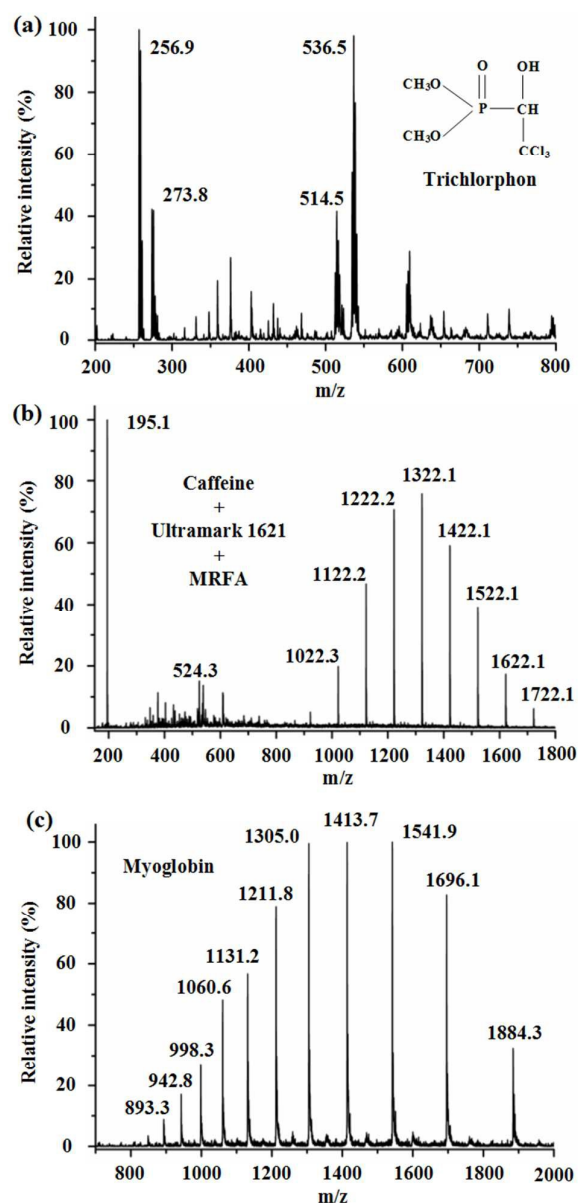 (a)
100
80
60
40
20
0
Relative intensity (%)
256.9
273.8
536.5
514.5
O
OH
CH3O
P
CH
CH3O
CCl3
Trichlorphon
200 300 400 500 600 700 800
m/z
(b)
100
80
60
40
20
0
Relative intensity (%)
195.1
Caffeine
+
Ultramark 1621
+
MRFA
524.3
1022.3
1122.2
1222.2
1322.1
1422.1
1522.1
1622.1
1722.1
200 400 600 800 1000 1200 1400 1600 1800
m/z
(c)
100
80
60
40
20
0
Relative intensity (%)
Myoglobin
893.3
942.8
998.3
1060.6
1131.2
1211.8
1305.0
1413.7
1541.9
1696.1
1884.3
800 1000 1200 1400 1600 1800 2000
m/z